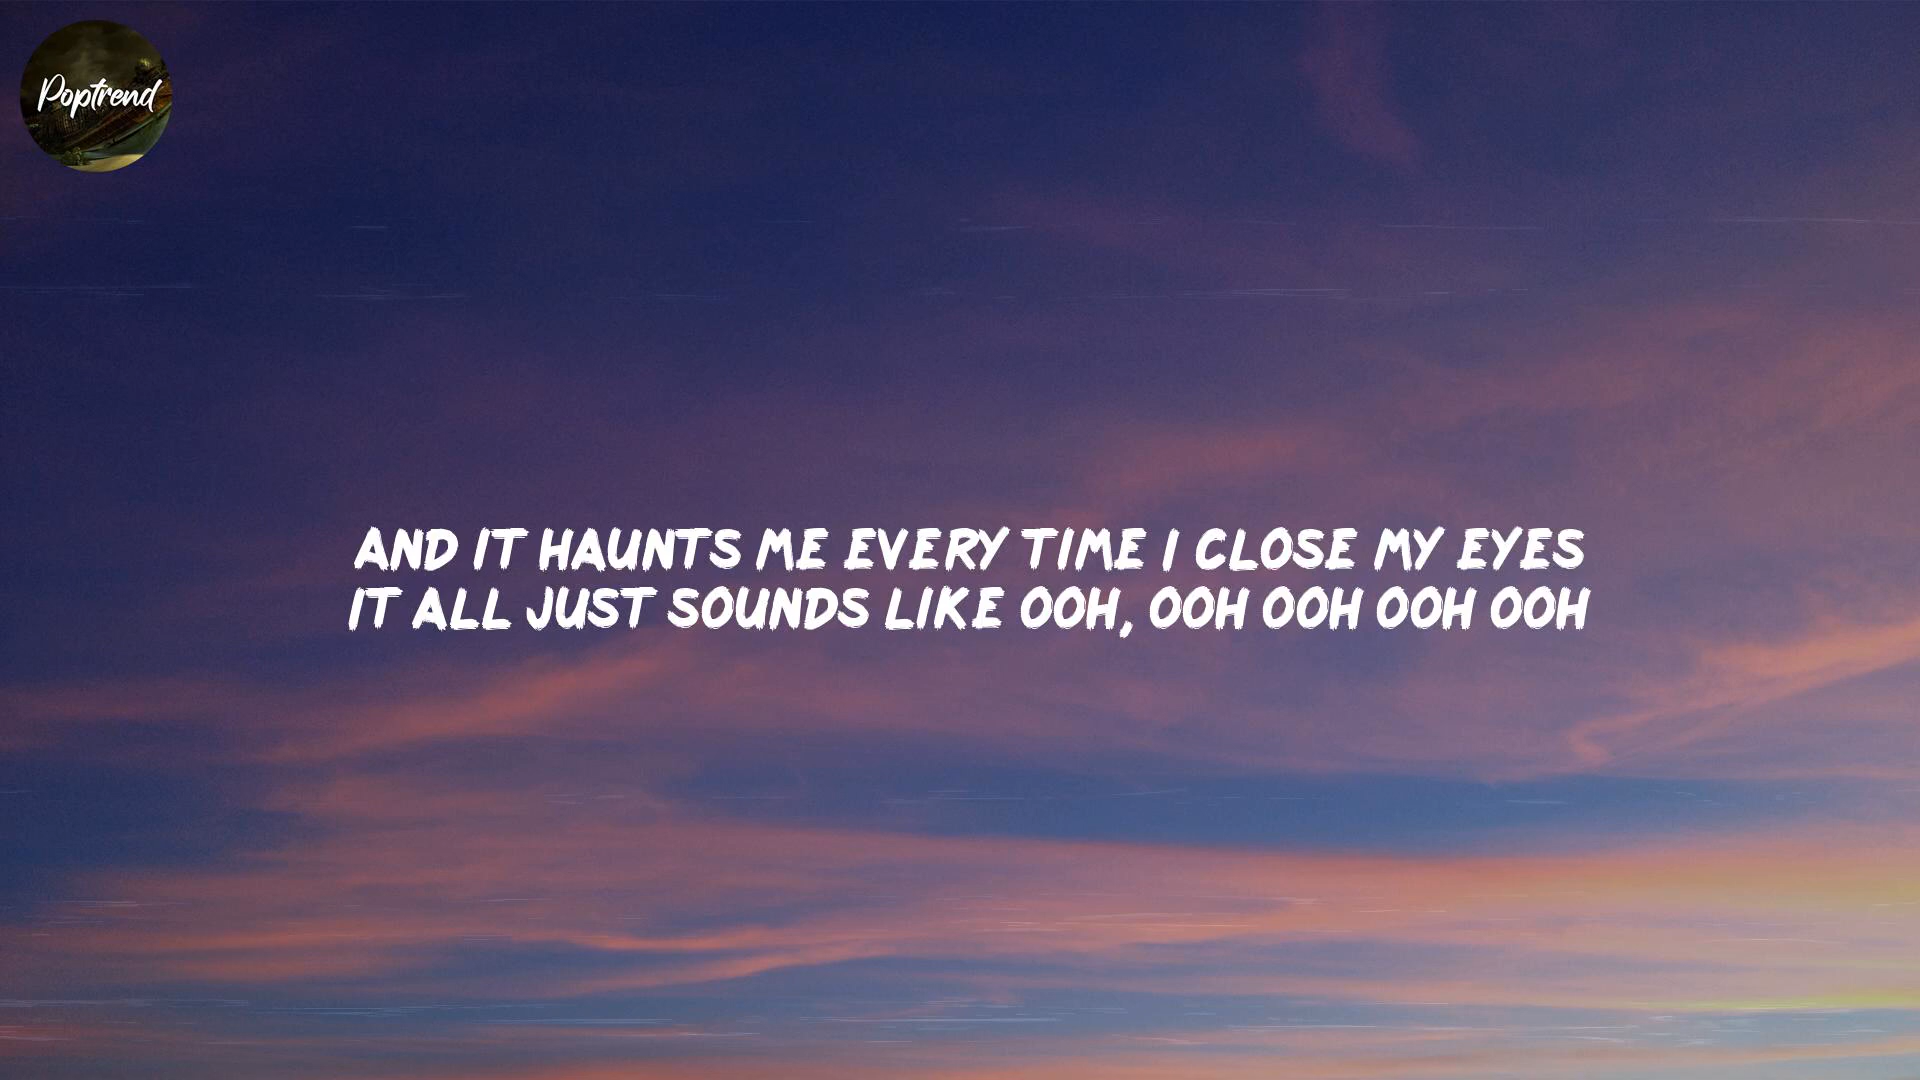 Poptrend
AND IT HAUNTS ME EVERY TIME I CLOSE MY EYES
IT ALL JUST SOUNDS LIKE OOH, OOH OOH OOH OOH